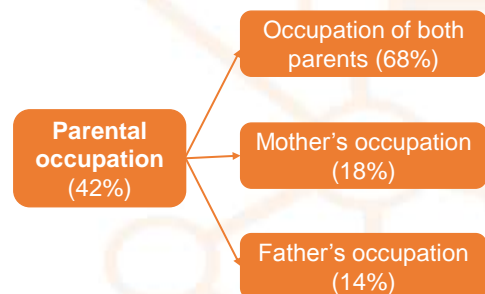 Occupation of both
parents (68%)
Parental
occupation
(42%)
Mother's occupation
(18%)
Father's occupation
(14%)